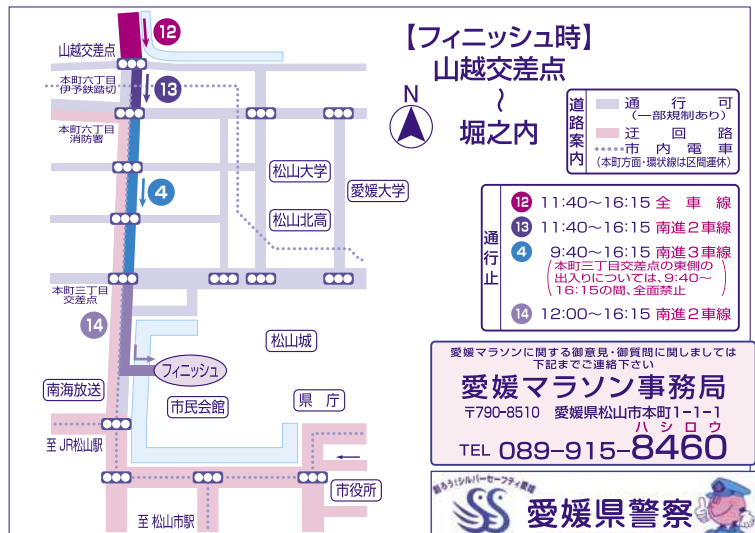 12
山越交差点
本町六丁目
伊予鉄踏切
13
本町六丁目
消防署
4
松山大学
愛媛大学
松山北高
本町三丁目
交差点
14
フィニッシュ
松山城
南海放送
市民会館
県庁
至 JR松山駅
市役所
至 松山市駅
【フィニッシュ時】
山越交差点
〜
堀之内
N
道路案内
通行可
(一部規制あり)
迂回路
市内電車
(本町方面・環状線は区間運休)
通行止
12 11:40〜16:15 全車線
13 11:40〜16:15 南進2車線
4 9:40〜16:15 南進3車線
(本町三丁目交差点の東側の
出入りについては、9:40〜
16:15の間、全面禁止)
14 12:00〜16:15 南進2車線
愛媛マラソンに関する御意見・御質問に関しましては
下記までご連絡下さい
愛媛マラソン事務局
〒790-8510 愛媛県松山市本町1-1-1
ハシロウ
TEL 089-915-8460
創ろう!シルバーセーフティ愛媛
愛媛県警察